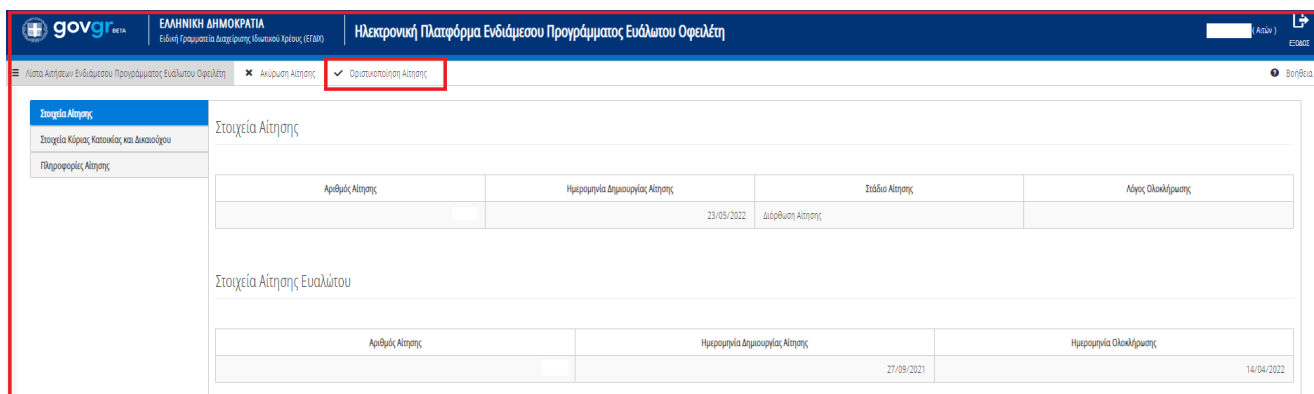 govgr BETA
ΕΛΛΗΝΙΚΗ ΔΗΜΟΚΡΑΤΙΑ
Ειδική Γραμματεία Διαχείρισης Ιδιωτικού Χρέους (ΕΓΔΙΧ)
Ηλεκτρονική Πλατφόρμα Ενδιάμεσου Προγράμματος Ευάλωτου Οφειλέτη
( Αιτών )
ΕΞΟΔΟΣ
Λίστα Αιτήσεων Ενδιάμεσου Προγράμματος Ευάλωτου Οφειλέτη Ακύρωση Αίτησης Οριστικοποίηση Αίτησης Βοήθεια
Στοιχεία Αίτησης
Στοιχεία Κύριας Κατοικίας και Δικαιούχου
Πληροφορίες Αίτησης
Στοιχεία Αίτησης
Αριθμός Αίτησης Ημερομηνία Δημιουργίας Αίτησης Στάδιο Αίτησης Λόγος Ολοκλήρωσης
23/05/2022 Διόρθωση Αίτησης
Στοιχεία Αίτησης Ευαλώτου
Αριθμός Αίτησης Ημερομηνία Δημιουργίας Αίτησης Ημερομηνία Ολοκλήρωσης
27/09/2021 14/04/2022